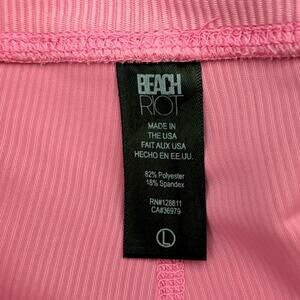 BEACH
RIOT
MADE IN
THE USA
FAIT AUX USA
HECHO EN EE.UU.
82% Polyester
18% Spandex
RN#128811
CA#36979
L